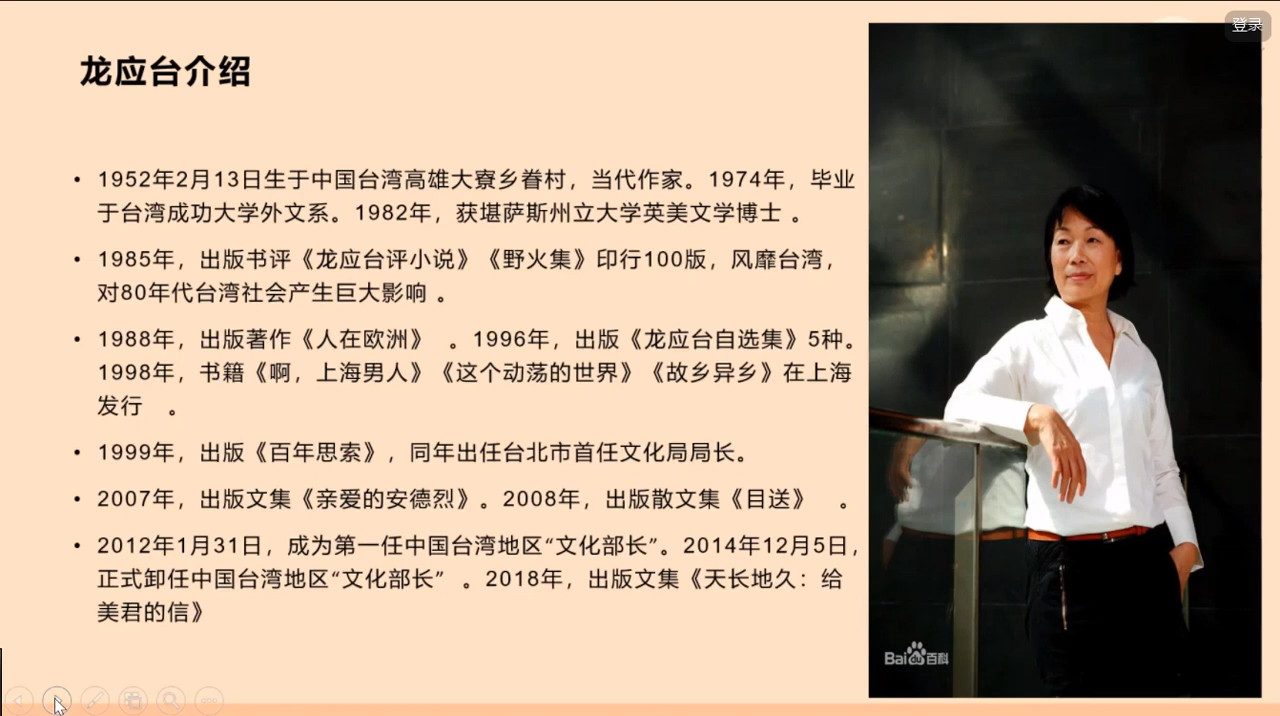 登录
龙应台介绍
• 1952年2月13日生于中国台湾高雄大寮乡眷村，当代作家。1974年，毕业
于台湾成功大学外文系。1982年，获堪萨斯州立大学英美文学博士 。
• 1985年，出版书评《龙应台评小说》《野火集》印行100版，风靡台湾，
对80年代台湾社会产生巨大影响 。
• 1988年，出版著作《人在欧洲》 。1996年，出版《龙应台自选集》5种。
1998年，书籍《啊，上海男人》《这个动荡的世界》《故乡异乡》在上海
发行 。
• 1999年，出版《百年思索》，同年出任台北市首任文化局局长。
• 2007年，出版文集《亲爱的安德烈》。2008年，出版散文集《目送》 。
• 2012年1月31日，成为第一任中国台湾地区“文化部长”。2014年12月5日，
正式卸任中国台湾地区“文化部长” 。2018年，出版文集《天长地久：给
美君的信》
Baidu百科